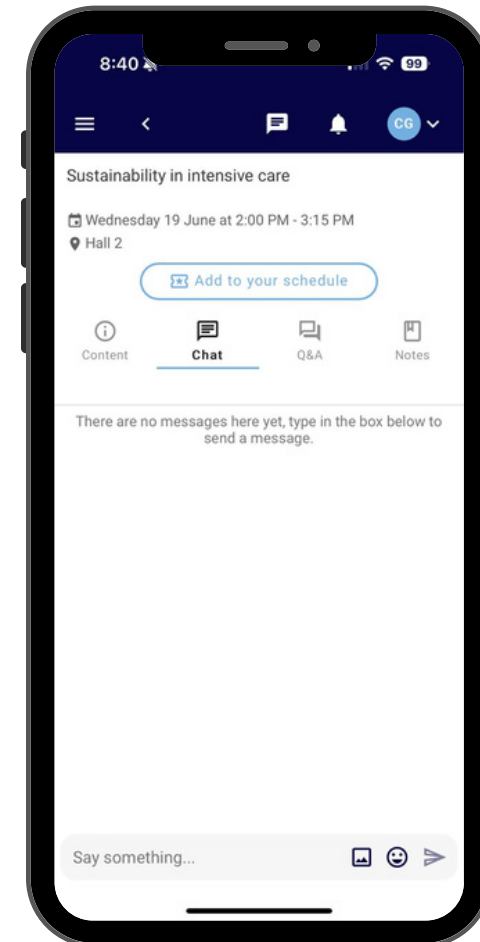 8:40
99
CG
Sustainability in intensive care
Wednesday 19 June at 2:00 PM - 3:15 PM
Hall 2
Add to your schedule
Content Chat Q&A Notes
There are no messages here yet, type in the box below to
send a message.
Say something...